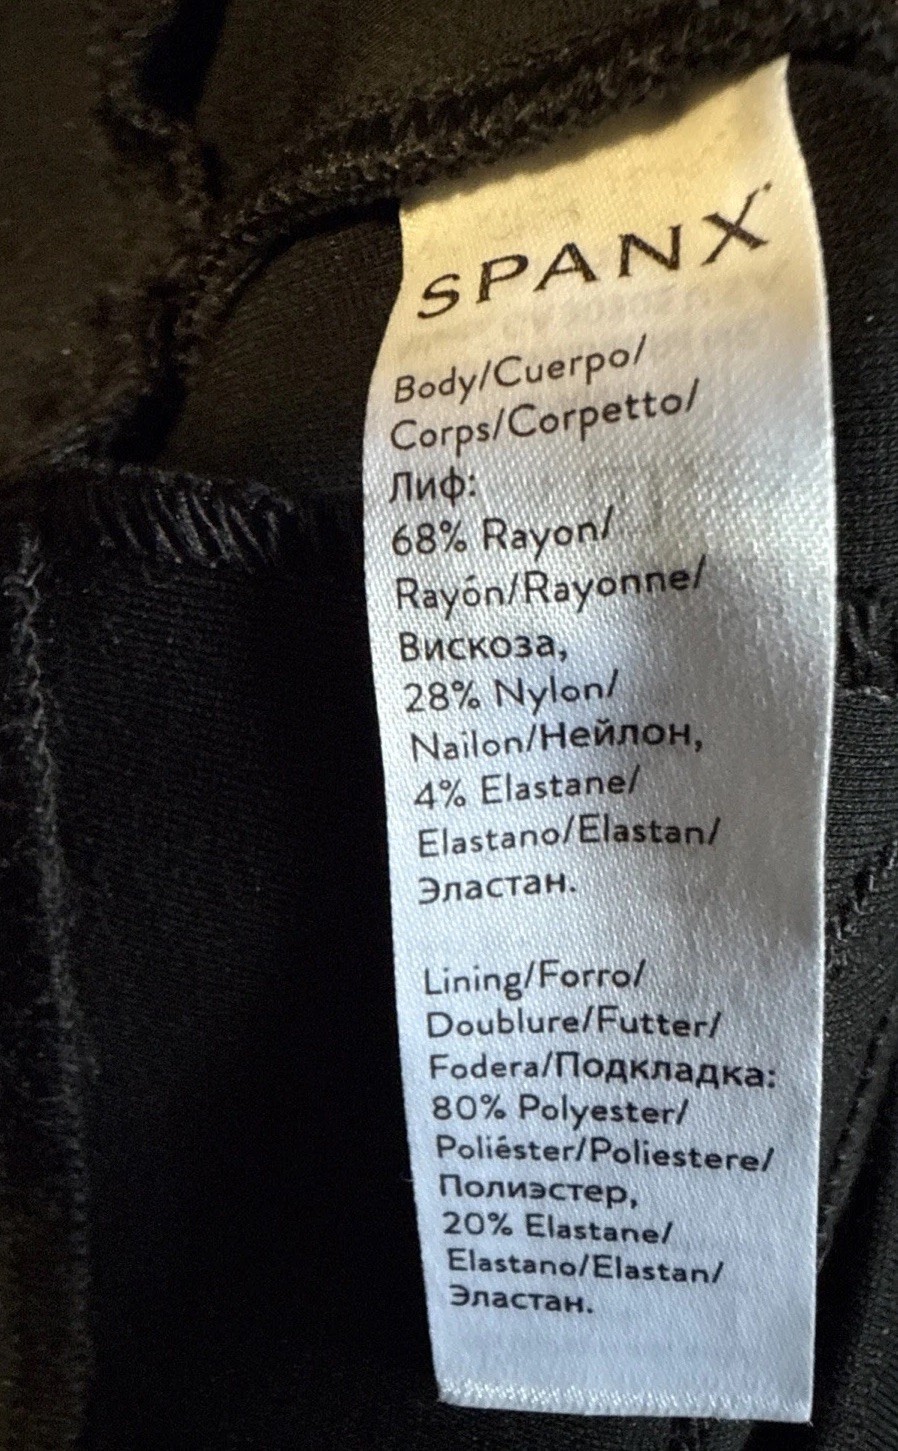 SPANX
Body/Cuerpo/
Corps/Corpetto/
Лиф:
68% Rayon/
Rayón/Rayonne/
Вискоза,
28% Nylon/
Nailon/Нейлон,
4% Elastane/
Elastano/Elastan/
Эластан.
Lining/Forro/
Doublure/Futter/
Fodera/Подкладка:
80% Polyester/
Poliéster/Poliestere/
Полиэстер,
20% Elastane/
Elastano/Elastan/
Эластан.